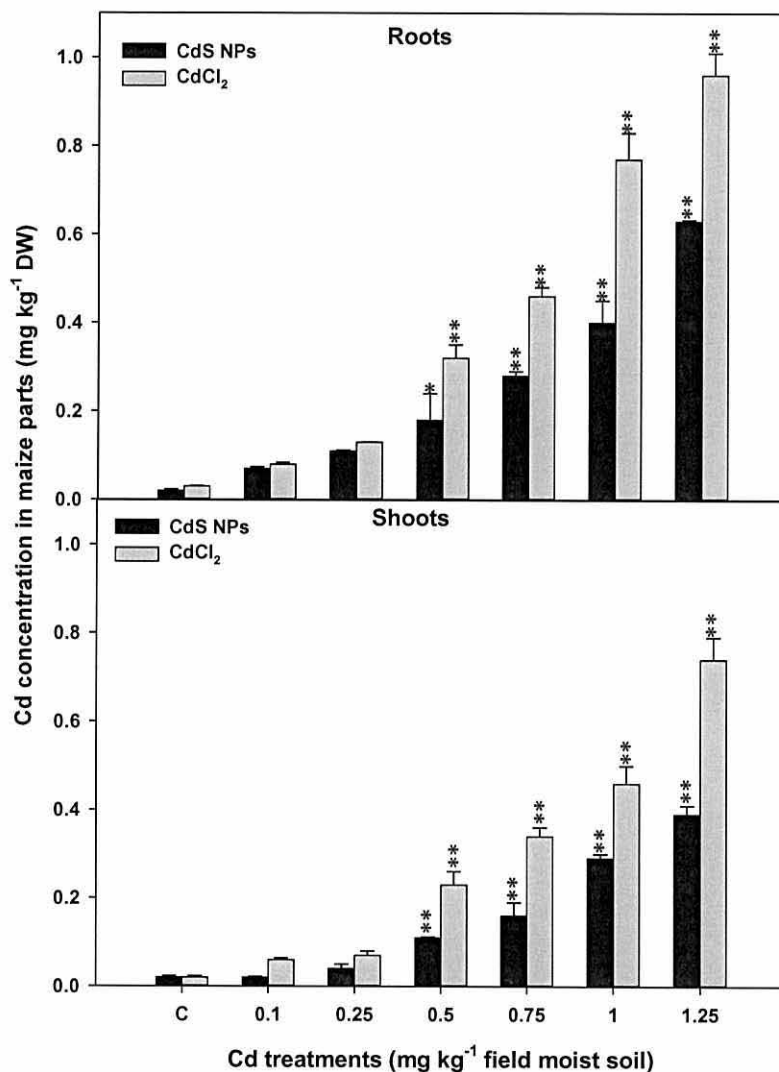 Roots
CdS NPs
CdCl₂
1.0
0.8
0.6
0.4
0.2
0.0
** ** ** ** ** ** * **
Shoots
CdS NPs
CdCl₂
1.0
0.8
0.6
0.4
0.2
0.0
** ** ** ** ** ** ** **
C 0.1 0.25 0.5 0.75 1 1.25
Cd treatments (mg kg⁻¹ field moist soil)
Cd concentration in maize parts (mg kg⁻¹ DW)